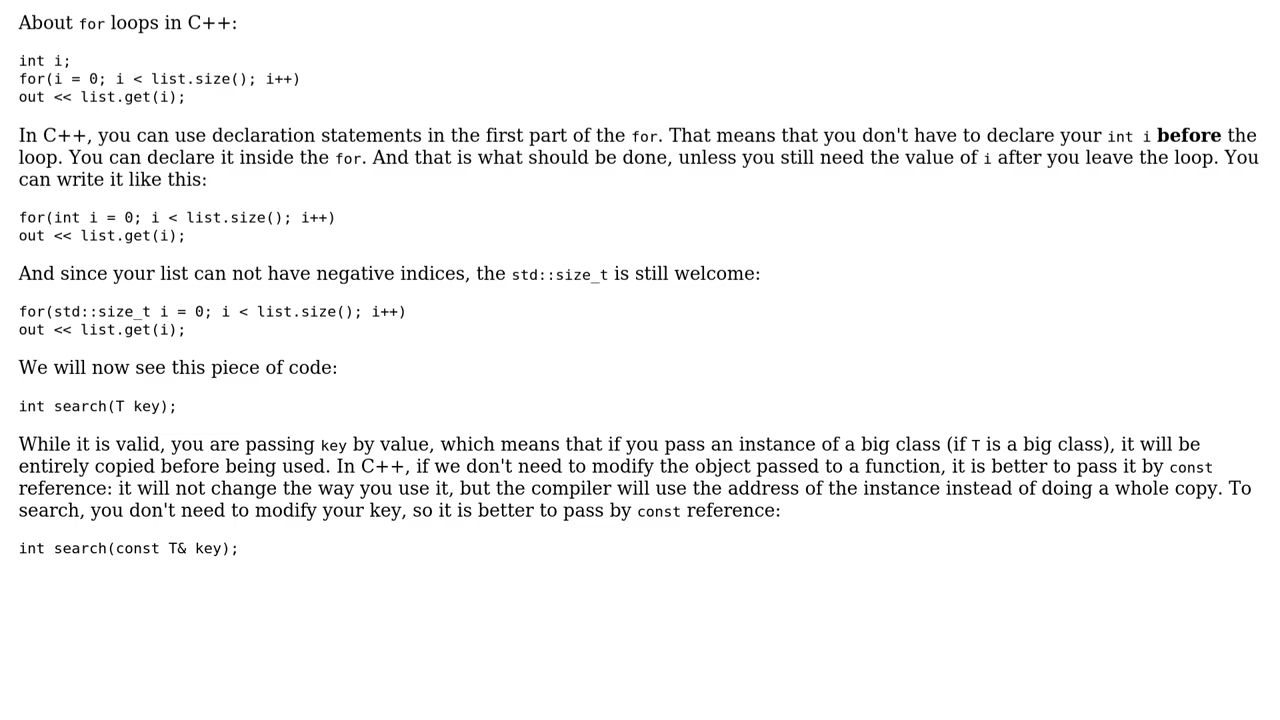 About for loops in C++:
int i;
for(i = 0; i < list.size(); i++)
out << list.get(i);
In C++, you can use declaration statements in the first part of the for. That means that you don't have to declare your int i before the
loop. You can declare it inside the for. And that is what should be done, unless you still need the value of i after you leave the loop. You
can write it like this:
for(int i = 0; i < list.size(); i++)
out << list.get(i);
And since your list can not have negative indices, the std::size_t is still welcome:
for(std::size_t i = 0; i < list.size(); i++)
out << list.get(i);
We will now see this piece of code:
int search(T key);
While it is valid, you are passing key by value, which means that if you pass an instance of a big class (if T is a big class), it will be
entirely copied before being used. In C++, if we don't need to modify the object passed to a function, it is better to pass it by const
reference: it will not change the way you use it, but the compiler will use the address of the instance instead of doing a whole copy. To
search, you don't need to modify your key, so it is better to pass by const reference:
int search(const T& key);